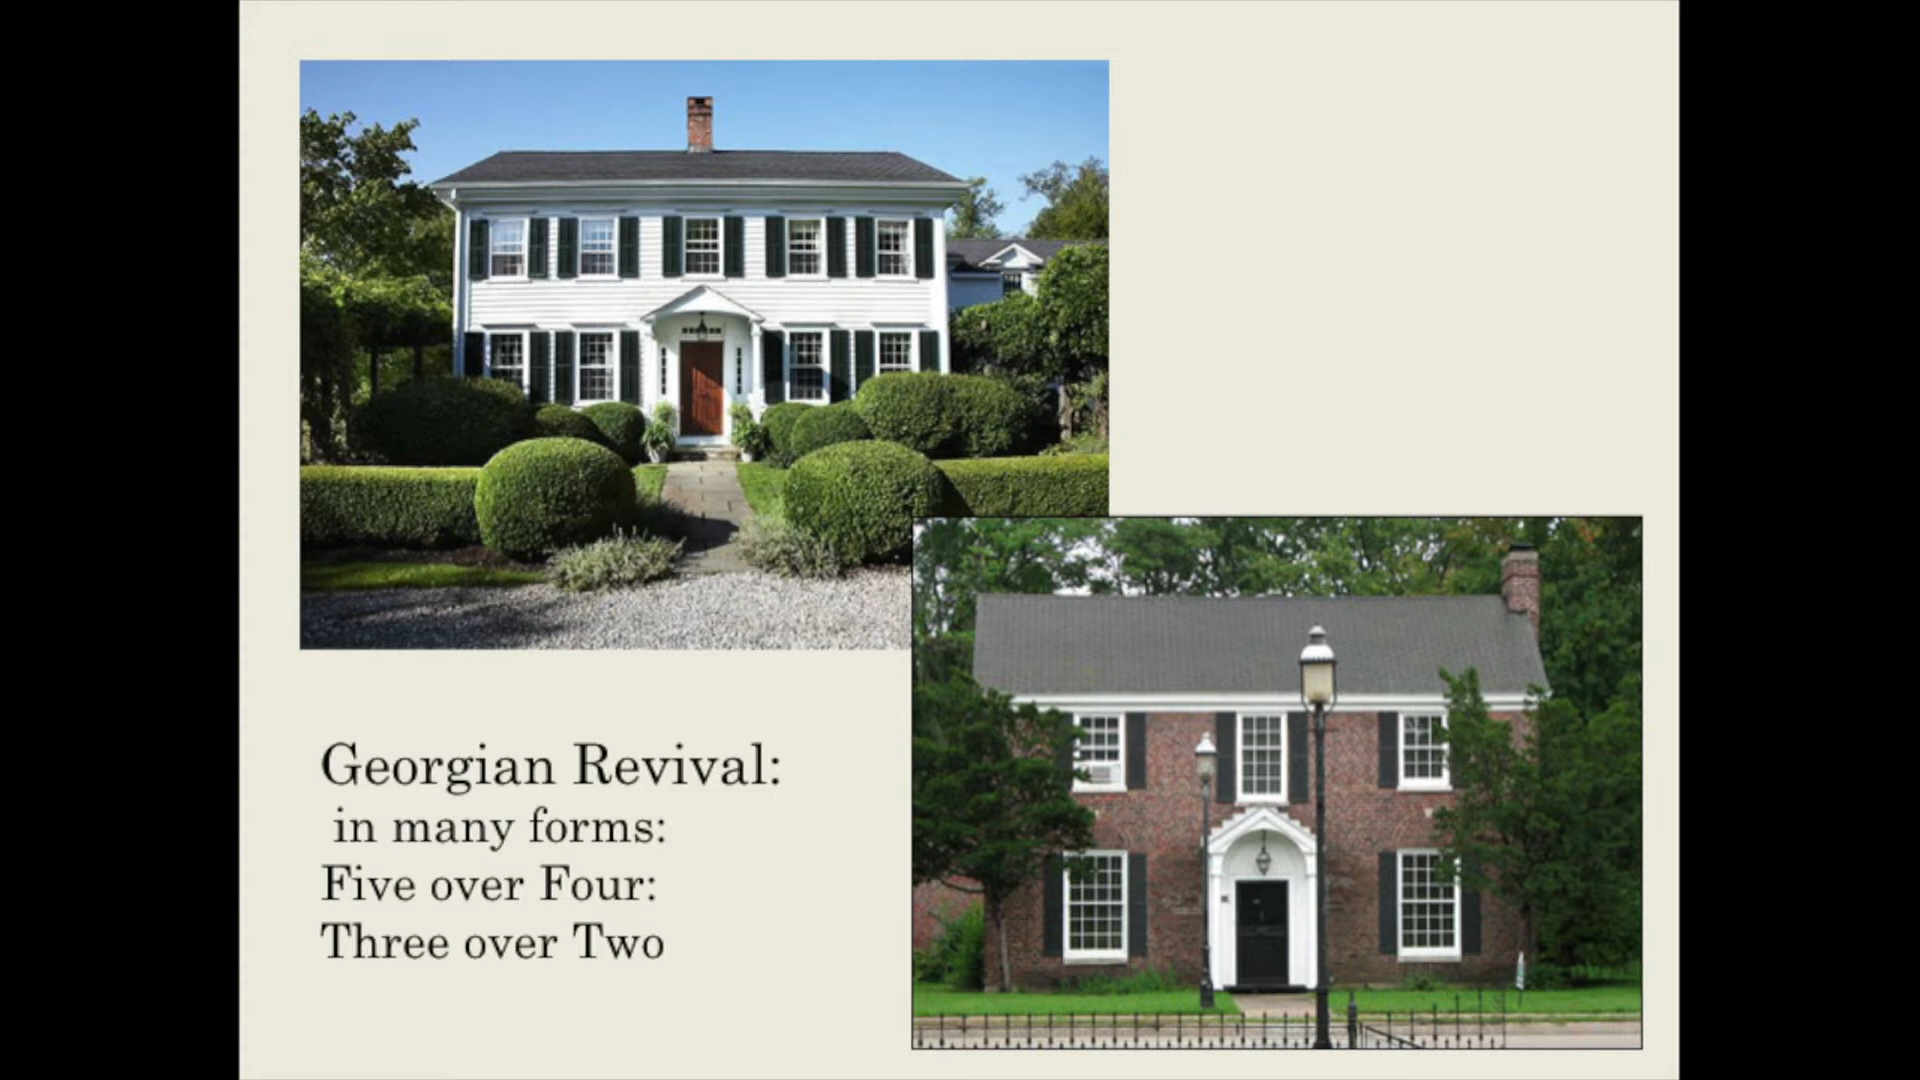 Georgian Revival:
in many forms:
Five over Four:
Three over Two